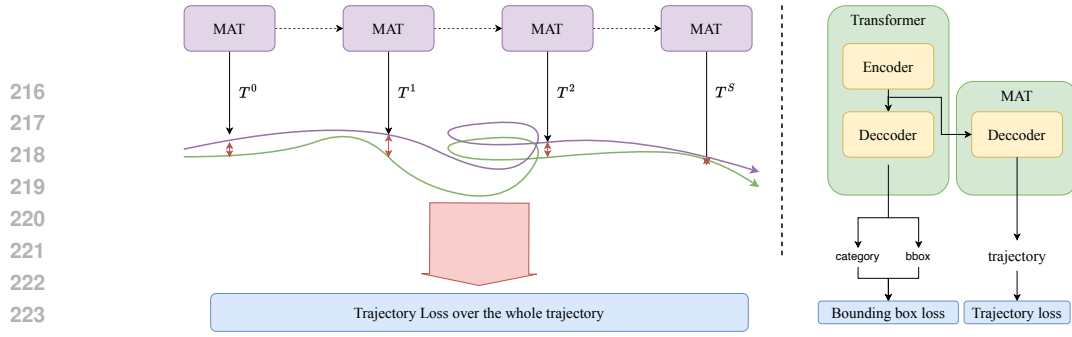 MAT MAT MAT MAT
T^0 T^1 T^2 T^S
Trajectory Loss over the whole trajectory
Transformer
Encoder
MAT
Deccoder Deccoder
category bbox trajectory
Bounding box loss Trajectory loss
216
217
218
219
220
221
222
223